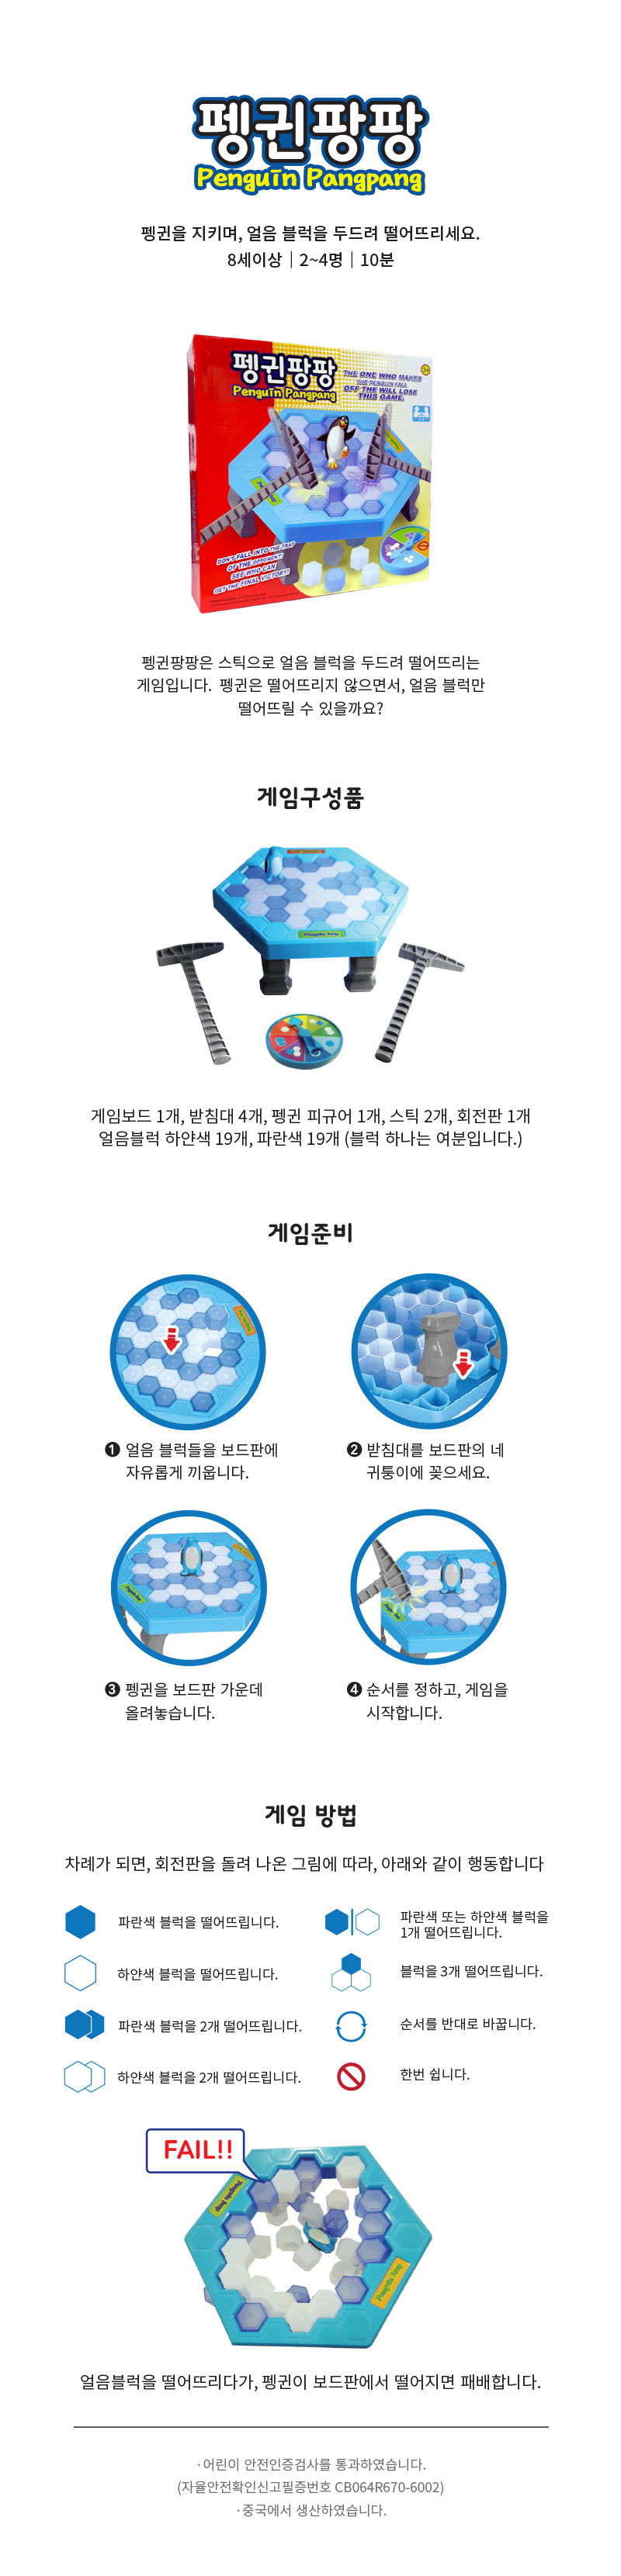 펭귄팡팡
Penguin Pangpang
펭귄을 지키며, 얼음 블럭을 두드려 떨어뜨리세요.
8세이상 | 2~4명 | 10분
펭귄팡팡
Penguin Pangpang
3+
THE ONE WHO MAKES
THE PENGUIN FALL
OFF THE WILL LOSE
THIS GAME.
DON'T FALL INTO THE TRAP
OF THE OPPONENT!!
SEE WHO CAN
GET THE FINAL VICTORY!!
펭귄팡팡은 스틱으로 얼음 블럭을 두드려 떨어뜨리는
게임입니다. 펭귄은 떨어뜨리지 않으면서, 얼음 블럭만
떨어뜨릴 수 있을까요?
게임구성품
게임보드 1개, 받침대 4개, 펭귄 피규어 1개, 스틱 2개, 회전판 1개
얼음블럭 하얀색 19개, 파란색 19개 (블럭 하나는 여분입니다.)
게임준비
❶ 얼음 블럭들을 보드판에
자유롭게 끼웁니다.
❷ 받침대를 보드판의 네
귀퉁이에 꽂으세요.
❸ 펭귄을 보드판 가운데
올려놓습니다.
❹ 순서를 정하고, 게임을
시작합니다.
게임 방법
차례가 되면, 회전판을 돌려 나온 그림에 따라, 아래와 같이 행동합니다
파란색 블럭을 떨어뜨립니다.
하얀색 블럭을 떨어뜨립니다.
파란색 블럭을 2개 떨어뜨립니다.
하얀색 블럭을 2개 떨어뜨립니다.
파란색 또는 하얀색 블럭을
1개 떨어뜨립니다.
블럭을 3개 떨어뜨립니다.
순서를 반대로 바꿉니다.
한번 쉽니다.
FAIL!!
얼음블럭을 떨어뜨리다가, 펭귄이 보드판에서 떨어지면 패배합니다.
·어린이 안전인증검사를 통과하였습니다.
(자율안전확인신고필증번호 CB064R670-6002)
·중국에서 생산하였습니다.